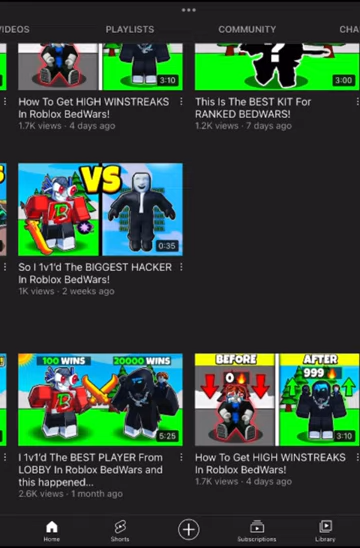 VIDEOS
PLAYLISTS
COMMUNITY
CHA
3:10
3:00
How To Get HIGH WINSTREAKS
In Roblox BedWars!
1.7K views · 4 days ago
This Is The BEST KIT For
RANKED BEDWARS!
1.2K views · 7 days ago
VS
B
0:35
So I 1v1'd The BIGGEST HACKER
In Roblox BedWars!
1K views · 2 weeks ago
100 WINS
20000 WINS
B
5:25
BEFORE
AFTER
0
999
3:10
I 1v1'd The BEST PLAYER From
LOBBY In Roblox BedWars and
this happened...
2.6K views · 1 month ago
How To Get HIGH WINSTREAKS
In Roblox BedWars!
1.7K views · 4 days ago
Home
Shorts
Subscriptions
Library